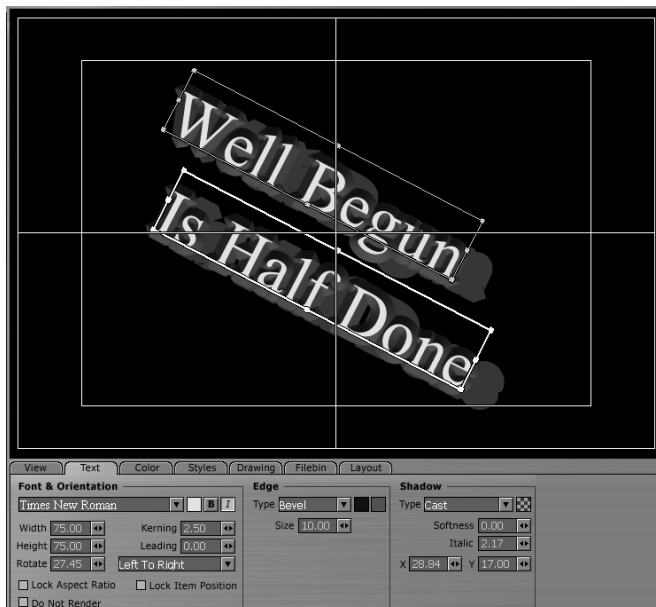 Well Begun
Is Half Done
View Text Color Styles Drawing Filebin Layout
Font & Orientation Edge Shadow
Times New Roman B I Type Bevel Type Cast
Width 75.00 Kerning 2.50 Size 10.00 Softness 0.00
Height 75.00 Leading 0.00 Italic 2.17
Rotate 27.45 Left To Right X 28.84 Y 17.00
Lock Aspect Ratio Lock Item Position
Do Not Render